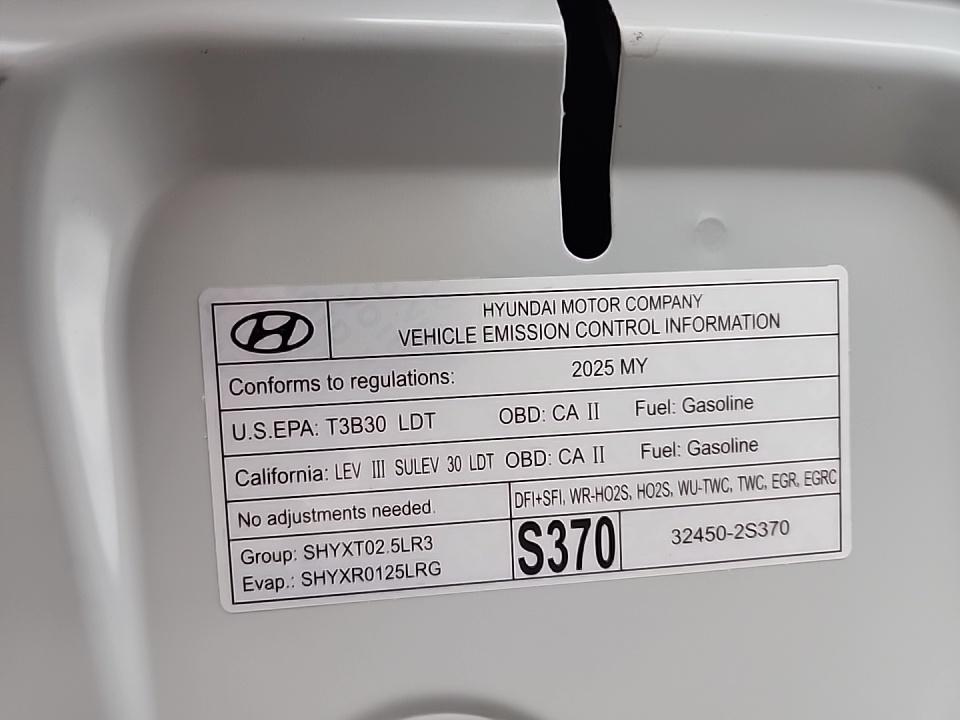 HYUNDAI MOTOR COMPANY
VEHICLE EMISSION CONTROL INFORMATION
Conforms to regulations: 2025 MY
U.S.EPA: T3B30 LDT OBD: CA II Fuel: Gasoline
California: LEV III SULEV 30 LDT OBD: CA II Fuel: Gasoline
No adjustments needed.
DFI+SFI, WR-HO2S, HO2S, WU-TWC, TWC, EGR, EGRC
Group: SHYXT02.5LR3
Evap.: SHYXR0125LRG
S370
32450-2S370